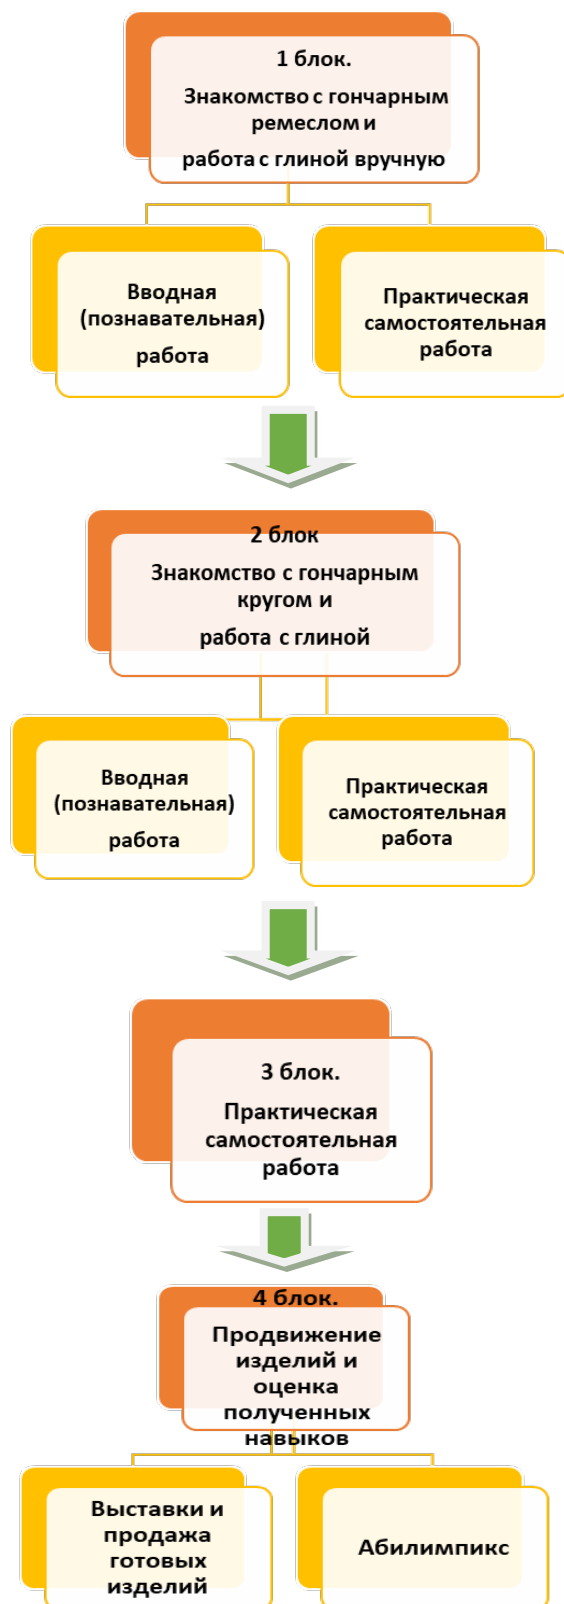 1 блок.
Знакомство с гончарным
ремеслом и
работа с глиной вручную
Вводная
(познавательная)
работа
Практическая
самостоятельная
работа
2 блок
Знакомство с гончарным
кругом и
работа с глиной
Вводная
(познавательная)
работа
Практическая
самостоятельная
работа
3 блок.
Практическая
самостоятельная
работа
4 блок.
Продвижение
изделий и
оценка
полученных
навыков
Выставки и
продажа
готовых
изделий
Абилимпикс